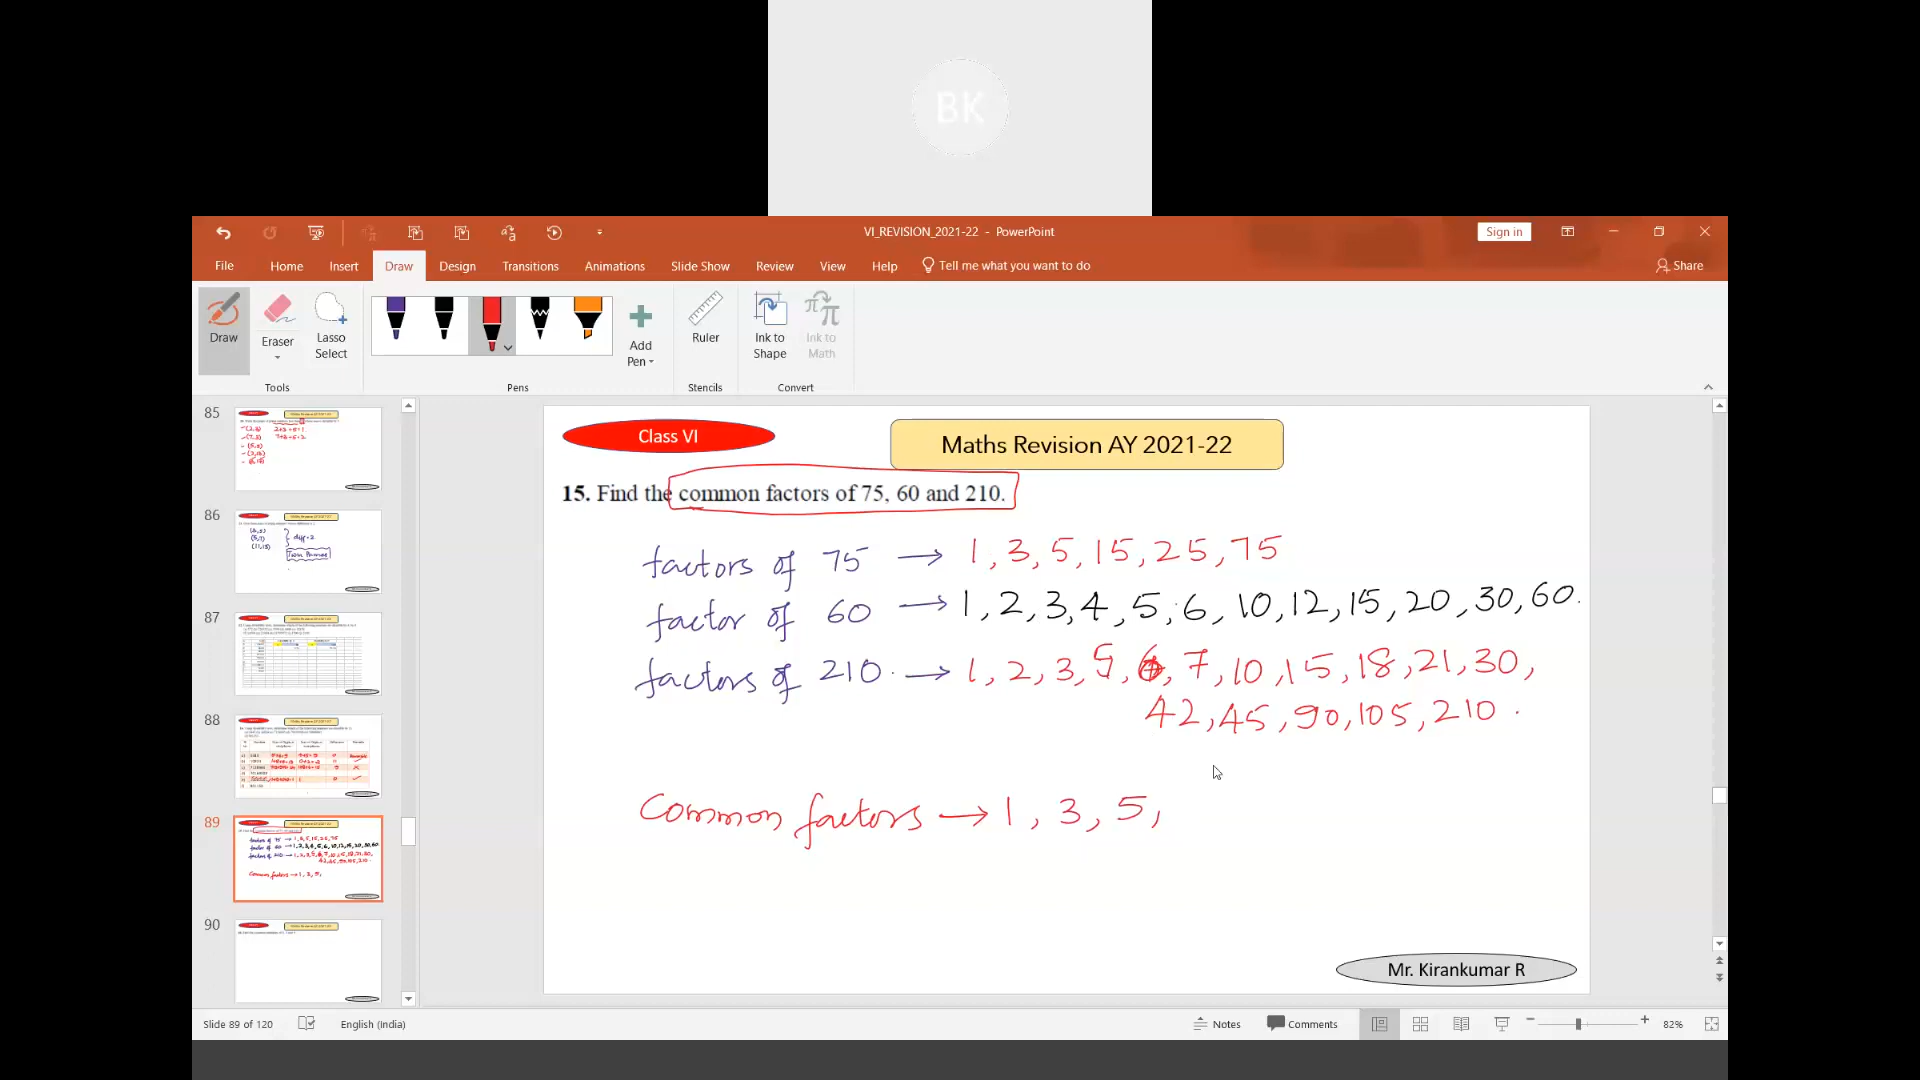 BK
VI_REVISION_2021-22 - PowerPoint
Sign in
File Home Insert Draw Design Transitions Animations Slide Show Review View Help Tell me what you want to do
Share
Draw
Eraser
Lasso Select
Add Pen
Ruler
Ink to Shape
Ink to Math
Tools Pens Stencils Convert
85
86
87
88
89
90
Class VI
Maths Revision AY 2021-22
15. Find the common factors of 75, 60 and 210.
factors of 75 → 1, 3, 5, 15, 25, 75
factor of 60 → 1, 2, 3, 4, 5, 6, 10, 12, 15, 20, 30, 60.
factors of 210. → 1, 2, 3, 5, 6, 7, 10, 15, 18, 21, 30,
42, 45, 90, 105, 210.
Common factors → 1, 3, 5,
Mr. Kirankumar R
Slide 89 of 120 English (India) Notes Comments 82%